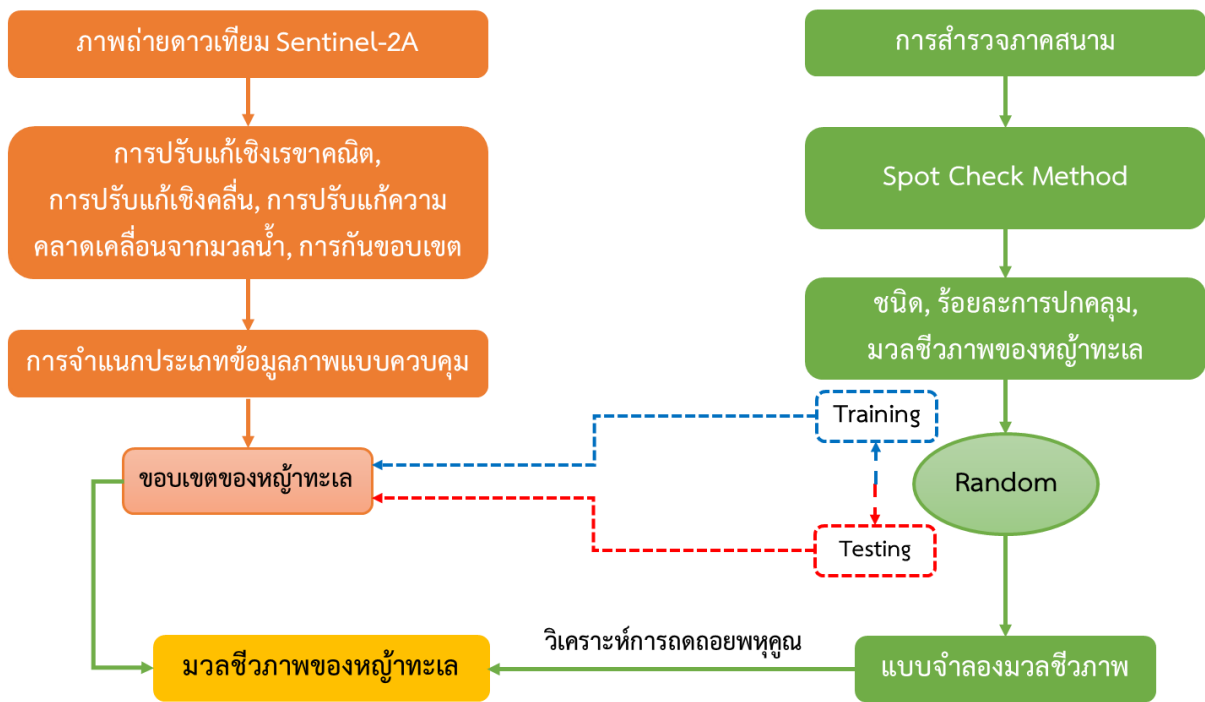 ภาพถ่ายดาวเทียม Sentinel-2A
การปรับแก้เชิงเรขาคณิต,
การปรับแก้เชิงคลื่น, การปรับแก้ความ
คลาดเคลื่อนจากมวลน้ำ, การกันขอบเขต
การจำแนกประเภทข้อมูลภาพแบบควบคุม
ขอบเขตของหญ้าทะเล
มวลชีวภาพของหญ้าทะเล
การสำรวจภาคสนาม
Spot Check Method
ชนิด, ร้อยละการปกคลุม,
มวลชีวภาพของหญ้าทะเล
Training
Random
Testing
วิเคราะห์การถดถอยพหุคูณ
แบบจำลองมวลชีวภาพ